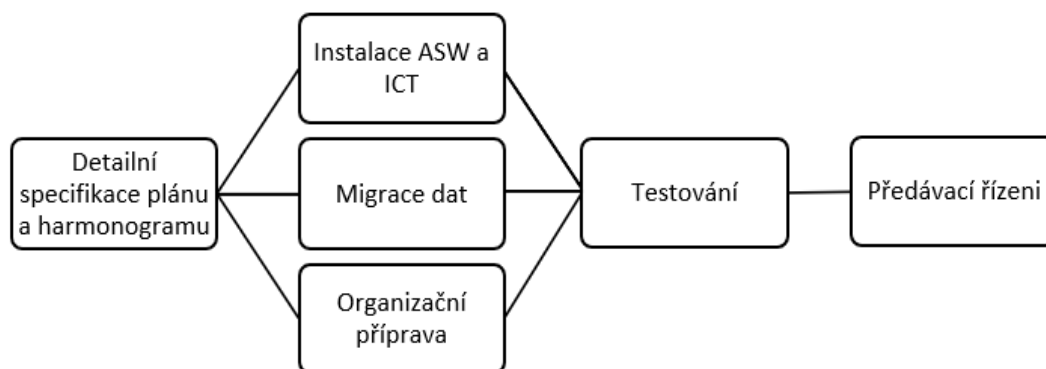 Instalace ASW a
ICT
Detailní
specifikace plánu
a harmonogramu
Migrace dat
Testování
Předávací řízeni
Organizační
příprava